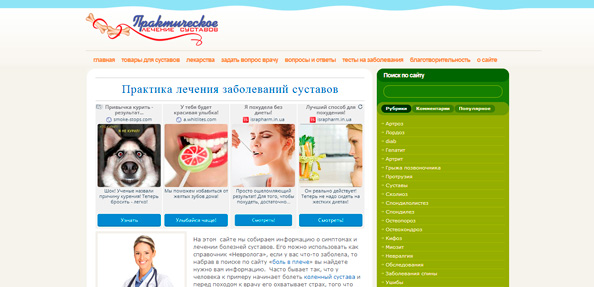 Практическое
ЛЕЧЕНИЕ СУСТАВОВ
главная товары для суставов лекарства задать вопрос врачу вопросы и ответы тесты на заболевания благотворительность о сайте
Практика лечения заболеваний суставов
Привычка курить - результат...
smoke-stops.com
Шок! Ученые назвали причину курения! Теперь бросить - легко!
Узнать
У тебя будет красивая улыбка!
a.whiitines.com
Мы поможем избавиться от желтых зубов дома!
Улыбайся чаще!
Я похудела без диеты!
israpharm.in.ua
Просто ошеломляющий результат! Для того, чтобы похудеть, достаточно...
Смотреть!
Лучший способ для похудения!
israpharm.in.ua
Он реально действует! Теперь не надо сидеть на жестких диетах!
Смотреть!
На этом сайте мы собираем информацию о симптомах и
лечении болезней суставов. Его можно использовать как
справочник «Невролога», если у вас что-то заболела, то
набрав в поиске по сайту «боль в плече» вы найдете
нужно вам информацию. Часто бывает так, что у
человека к примеру начинает болеть коленный сустава и
перед походом к врачу его охватывает страх, того что
Поиск по сайту
Рубрики Комментарии Популярное
Артроз
Лордоз
Гепатит
Артрит
Грыжа позвоночника
Протрузия
Суставы
Сколиоз
Спондилолистез
Спондилез
Остеопороз
Остеохондроз
Кифоз
Миозит
Невралгия
Обследования
Заболевания спины
Ушибы